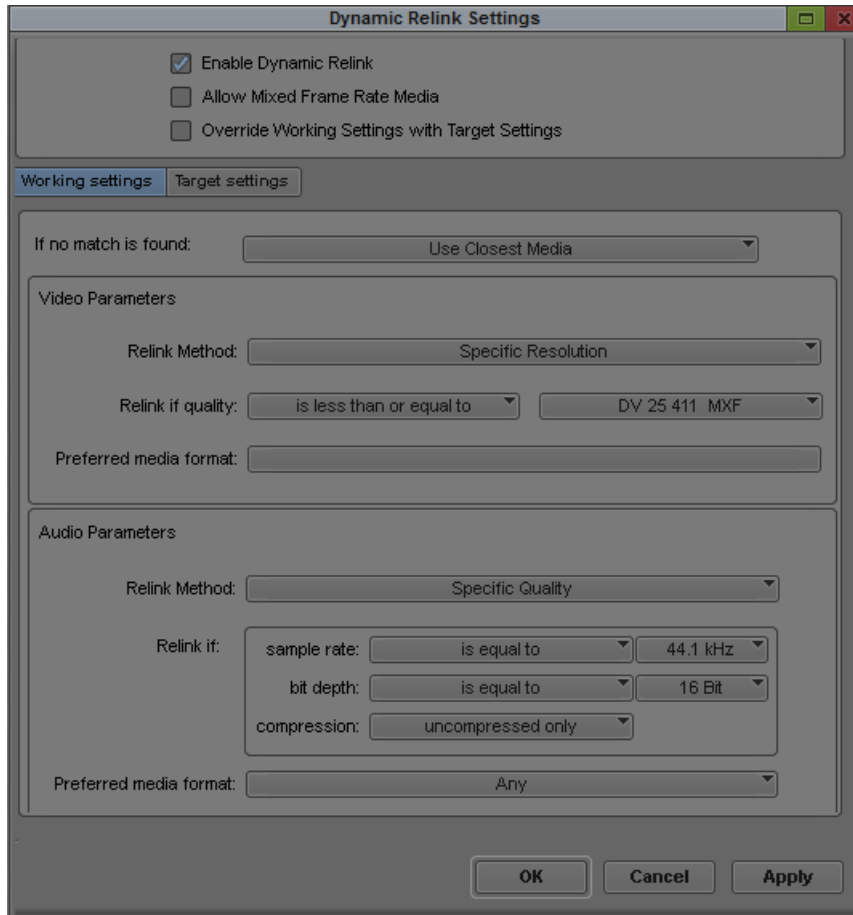 Dynamic Relink Settings
Enable Dynamic Relink
Allow Mixed Frame Rate Media
Override Working Settings with Target Settings
Working settings Target settings
If no match is found: Use Closest Media
Video Parameters
Relink Method: Specific Resolution
Relink if quality: is less than or equal to DV 25 411 MXF
Preferred media format:
Audio Parameters
Relink Method: Specific Quality
Relink if: sample rate: is equal to 44.1 kHz
bit depth: is equal to 16 Bit
compression: uncompressed only
Preferred media format: Any
OK Cancel Apply